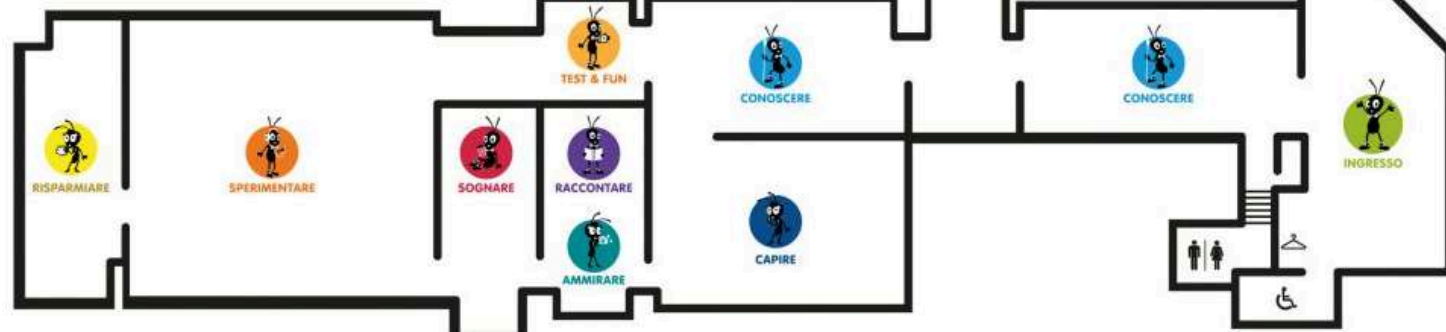 TEST & FUN
CONOSCERE
CONOSCERE
INGRESSO
RISPARMIARE
SPERIMENTARE
SOGNARE
RACCONTARE
CAPIRE
AMMIRARE